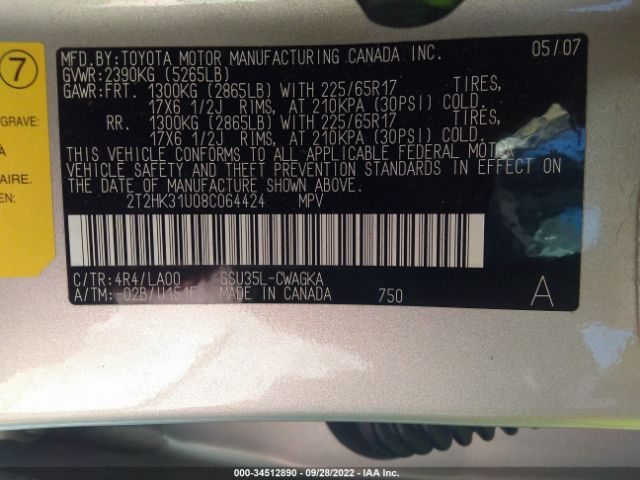 7
GRAVE:
À
AIRE.
EN:
MFD. BY: TOYOTA MOTOR MANUFACTURING CANADA INC. 05/07
GVWR: 2390KG (5265LB)
GAWR: FRT. 1300KG (2865LB) WITH 225/65R17 TIRES,
17X6 1/2J RIMS, AT 210KPA (30PSI) COLD.
RR. 1300KG (2865LB) WITH 225/65R17 TIRES,
17X6 1/2J RIMS, AT 210KPA (30PSI) COLD.
THIS VEHICLE CONFORMS TO ALL APPLICABLE FEDERAL MOTOR
VEHICLE SAFETY AND THEFT PREVENTION STANDARDS IN EFFECT ON
THE DATE OF MANUFACTURE SHOWN ABOVE.
2T2HK31U08C064424 MPV
C/TR: 4R4/LA00 GSU35L-CWAGKA
A/TM: -02B/U151F MADE IN CANADA 750 A
000-34512890 - 09/28/2022 - IAA Inc.